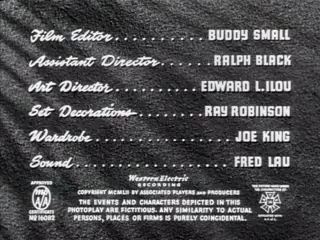 Film Editor.......... BUDDY SMALL
Assistant Director...... RALPH BLACK
Art Director.......... EDWARD L. ILOU
Set Decorations........ RAY ROBINSON
Wardrobe.............. JOE KING
Sound................ FRED LAU
Western Electric
RECORDING
COPYRIGHT MCMLII BY ASSOCIATED PLAYERS AND PRODUCERS
THE EVENTS AND CHARACTERS DEPICTED IN THIS
PHOTOPLAY ARE FICTITIOUS. ANY SIMILARITY TO ACTUAL
PERSONS, PLACES OR FIRMS IS PURELY COINCIDENTAL.
APPROVED
CERTIFICATE